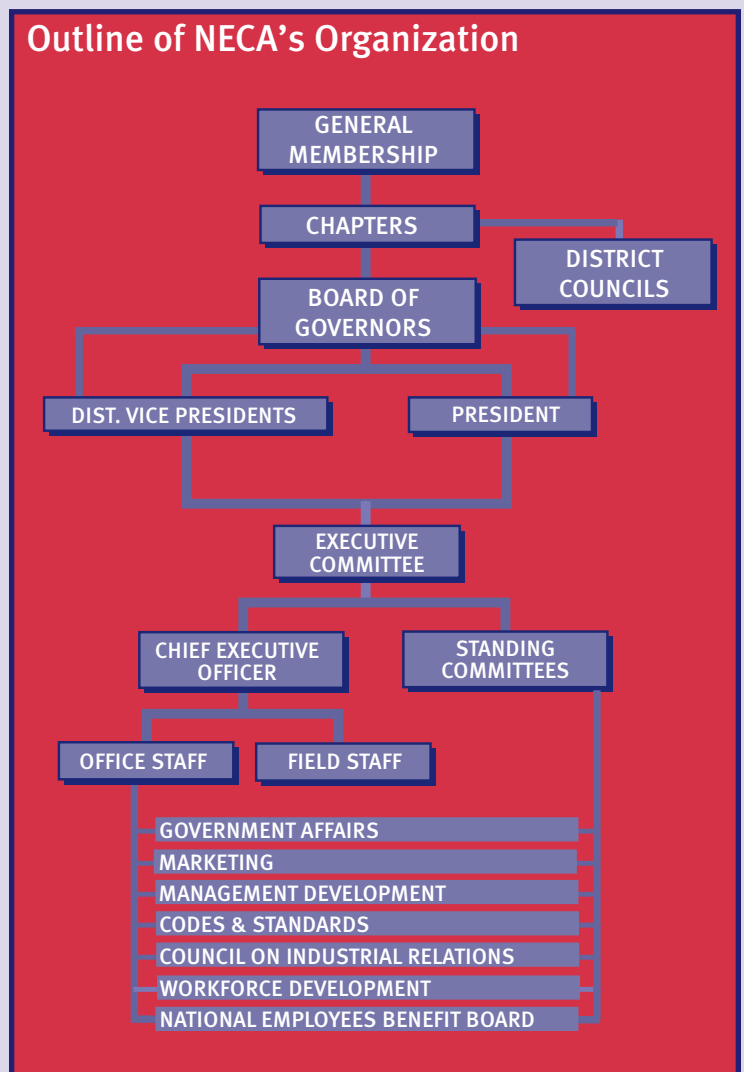 Outline of NECA's Organization
GENERAL
MEMBERSHIP
CHAPTERS
DISTRICT
COUNCILS
BOARD OF
GOVERNORS
DIST. VICE PRESIDENTS
PRESIDENT
EXECUTIVE
COMMITTEE
CHIEF EXECUTIVE
OFFICER
STANDING
COMMITTEES
OFFICE STAFF
FIELD STAFF
GOVERNMENT AFFAIRS
MARKETING
MANAGEMENT DEVELOPMENT
CODES & STANDARDS
COUNCIL ON INDUSTRIAL RELATIONS
WORKFORCE DEVELOPMENT
NATIONAL EMPLOYEES BENEFIT BOARD